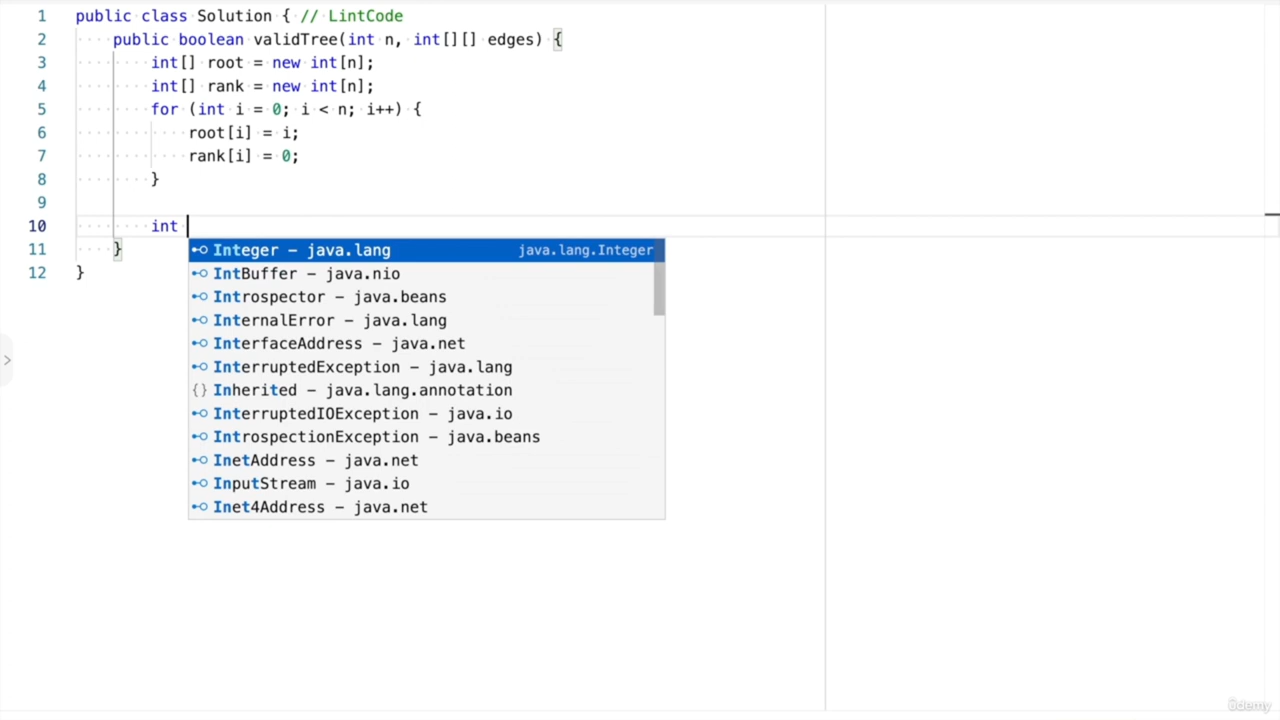 1 public class Solution { // LintCode
2 public boolean validTree(int n, int[][] edges) {
3 int[] root = new int[n];
4 int[] rank = new int[n];
5 for (int i = 0; i < n; i++) {
6 root[i] = i;
7 rank[i] = 0;
8 }
9
10 int
11 }
12 }
Integer – java.lang java.lang.Integer
IntBuffer – java.nio
Introspector – java.beans
InternalError – java.lang
InterfaceAddress – java.net
InterruptedException – java.lang
{} Inherited – java.lang.annotation
InterruptedIOException – java.io
IntrospectionException – java.beans
InetAddress – java.net
InputStream – java.io
Inet4Address – java.net
ûdemy